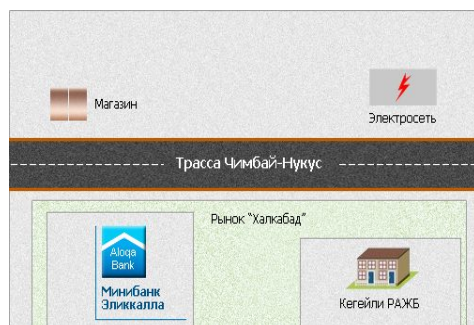 Магазин
Электросеть
Трасса Чимбай-Нукус
Рынок "Халкабад"
Aloqa
Bank
Минибанк
Эликкалла
Кегейли РАЖБ